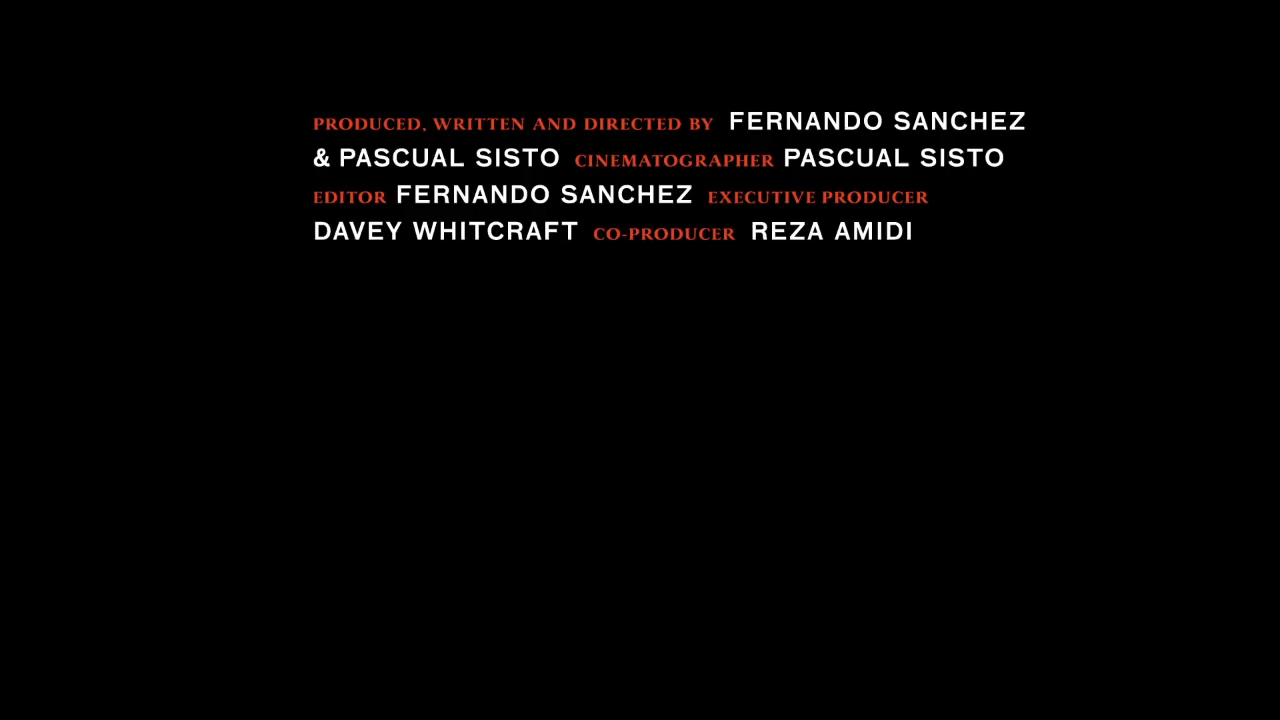 PRODUCED, WRITTEN AND DIRECTED BY FERNANDO SANCHEZ
& PASCUAL SISTO CINEMATOGRAPHER PASCUAL SISTO
EDITOR FERNANDO SANCHEZ EXECUTIVE PRODUCER
DAVEY WHITCRAFT CO-PRODUCER REZA AMIDI